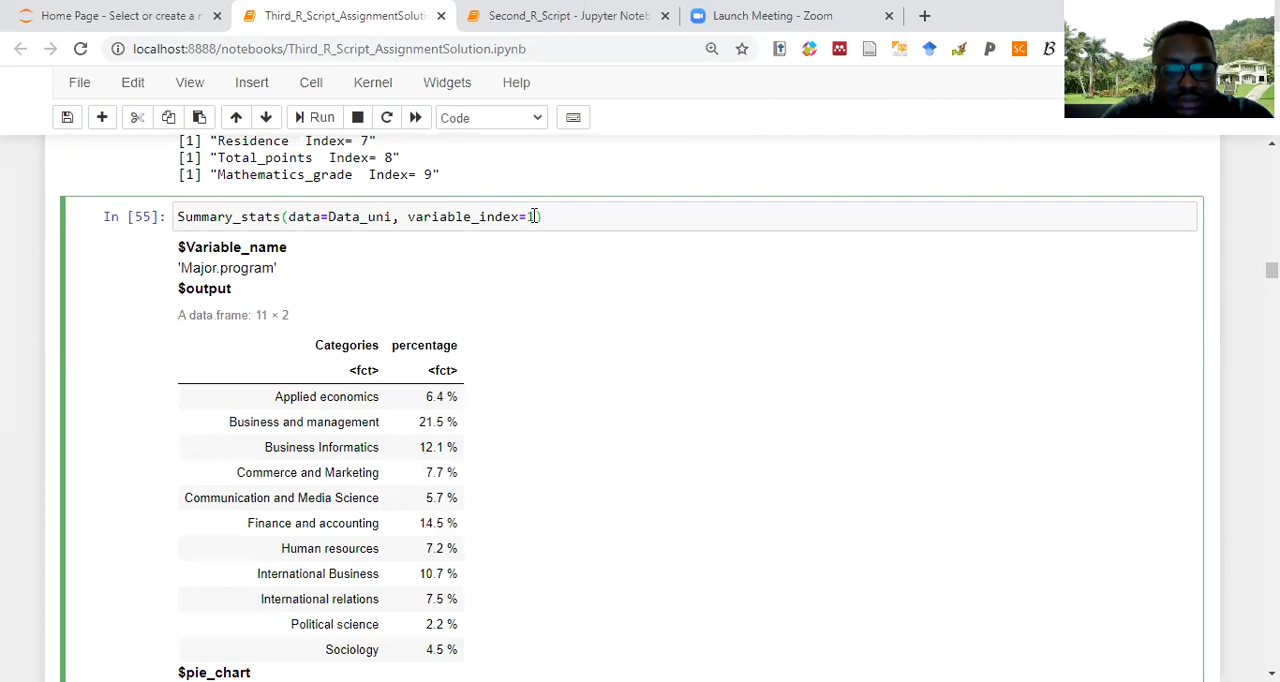 Home Page - Select or create a n
Third_R_Script_AssignmentSoluti
Second_R_Script - Jupyter Noteb
Launch Meeting - Zoom
localhost:8888/notebooks/Third_R_Script_AssignmentSolution.ipynb
SC
File Edit View Insert Cell Kernel Widgets Help
Run Code
[1] "Residence  Index= 7"
[1] "Total_points  Index= 8"
[1] "Mathematics_grade  Index= 9"
In [55]: Summary_stats(data=Data_uni, variable_index=1)
$Variable_name
'Major.program'
$output
A data.frame: 11 × 2
Categories percentage
<fct> <fct>
Applied economics 6.4 %
Business and management 21.5 %
Business Informatics 12.1 %
Commerce and Marketing 7.7 %
Communication and Media Science 5.7 %
Finance and accounting 14.5 %
Human resources 7.2 %
International Business 10.7 %
International relations 7.5 %
Political science 2.2 %
Sociology 4.5 %
$pie_chart